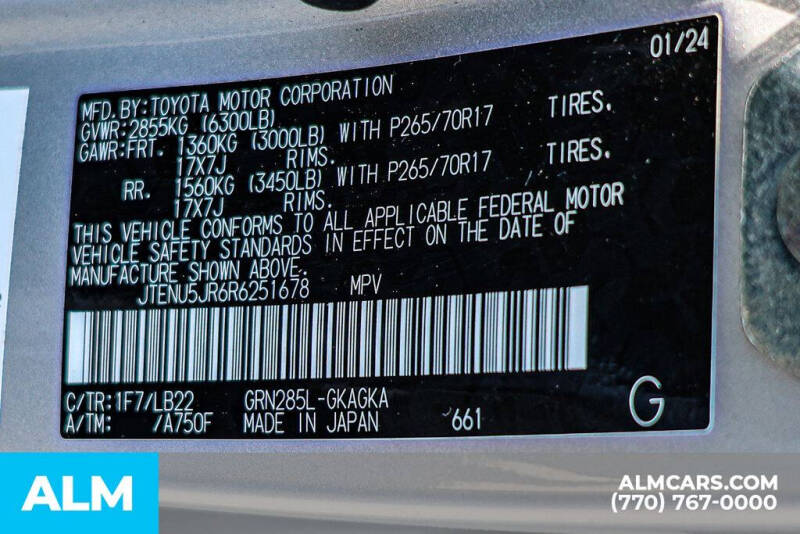 01/24
MFD. BY: TOYOTA MOTOR CORPORATION
GVWR: 2855KG (6300LB)
GAWR: FRT. 1360KG (3000LB) WITH P265/70R17 TIRES.
17X7J RIMS.
RR. 1560KG (3450LB) WITH P265/70R17 TIRES.
17X7J RIMS.
THIS VEHICLE CONFORMS TO ALL APPLICABLE FEDERAL MOTOR
VEHICLE SAFETY STANDARDS IN EFFECT ON THE DATE OF
MANUFACTURE SHOWN ABOVE.
JTENU5JR6R6251678 MPV
C/TR: 1F7/LB22 GRN285L-GKAGKA
A/TM: /A750F MADE IN JAPAN 661 G
ALM
ALMCARS.COM
(770) 767-0000